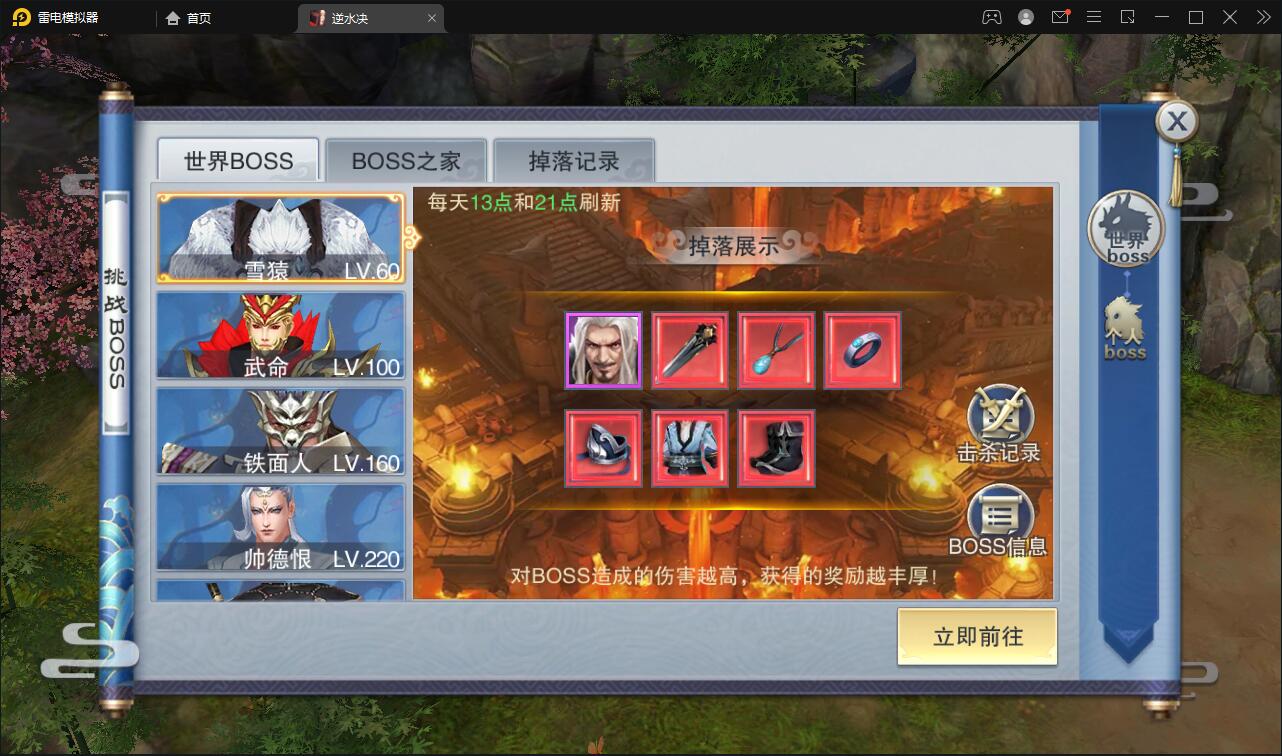 雷电模拟器
首页
逆水决
世界BOSS
BOSS之家
掉落记录
挑战BOSS
雪猿 LV.60
武命 LV.100
铁面人 LV.160
帅德恨 LV.220
每天13点和21点刷新
掉落展示
击杀记录
BOSS信息
对BOSS造成的伤害越高，获得的奖励越丰厚！
立即前往
X
世界
boss
个人
boss